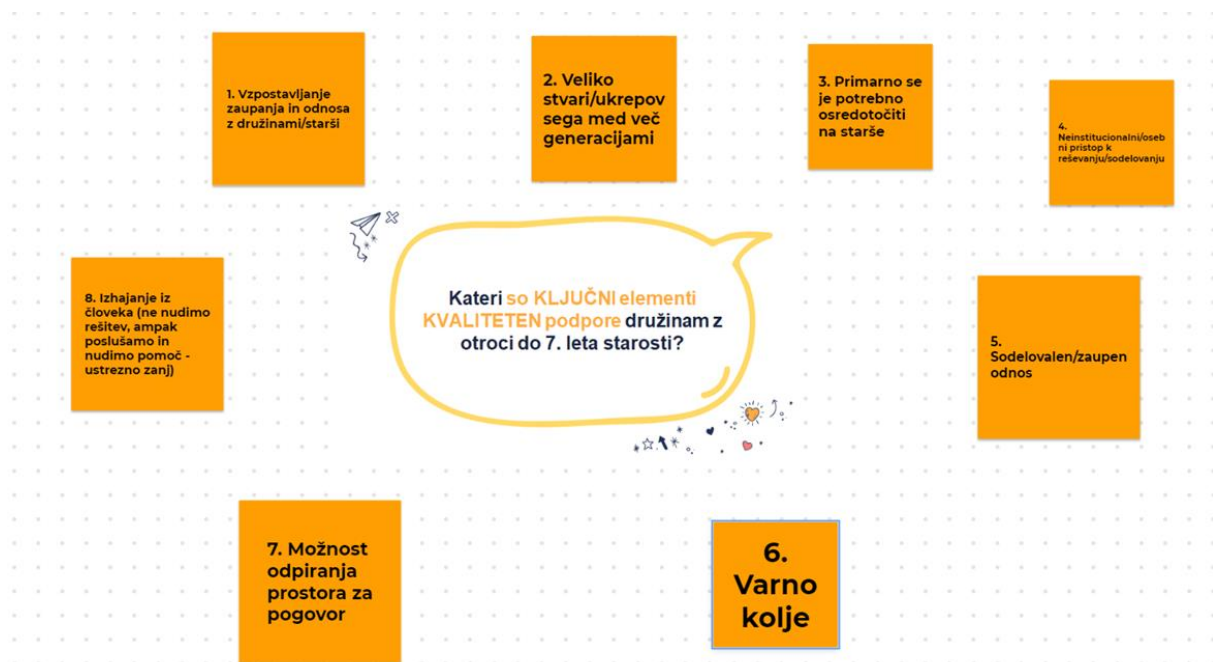 1. Vzpostavljanje
zaupanja in odnosa
z družinami/starši
2. Veliko
stvari/ukrepov
sega med več
generacijami
3. Primarno se
je potrebno
osredotočiti
na starše
4.
Neinstitucionalni/oseb
ni pristop k
reševanju/sodelovanju
Kateri so KLJUČNI elementi
KVALITETEN podpore družinam z
otroci do 7. leta starosti?
5.
Sodelovalen/zaupen
odnos
6.
Varno
kolje
7. Možnost
odpiranja
prostora za
pogovor
8. Izhajanje iz
človeka (ne nudimo
rešitev, ampak
poslušamo in
nudimo pomoč -
ustrezno zanj)